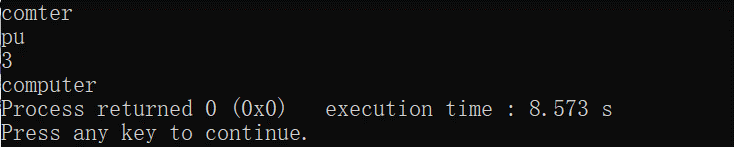 comter
pu
3
computer
Process returned 0 (0x0)   execution time : 8.573 s
Press any key to continue.